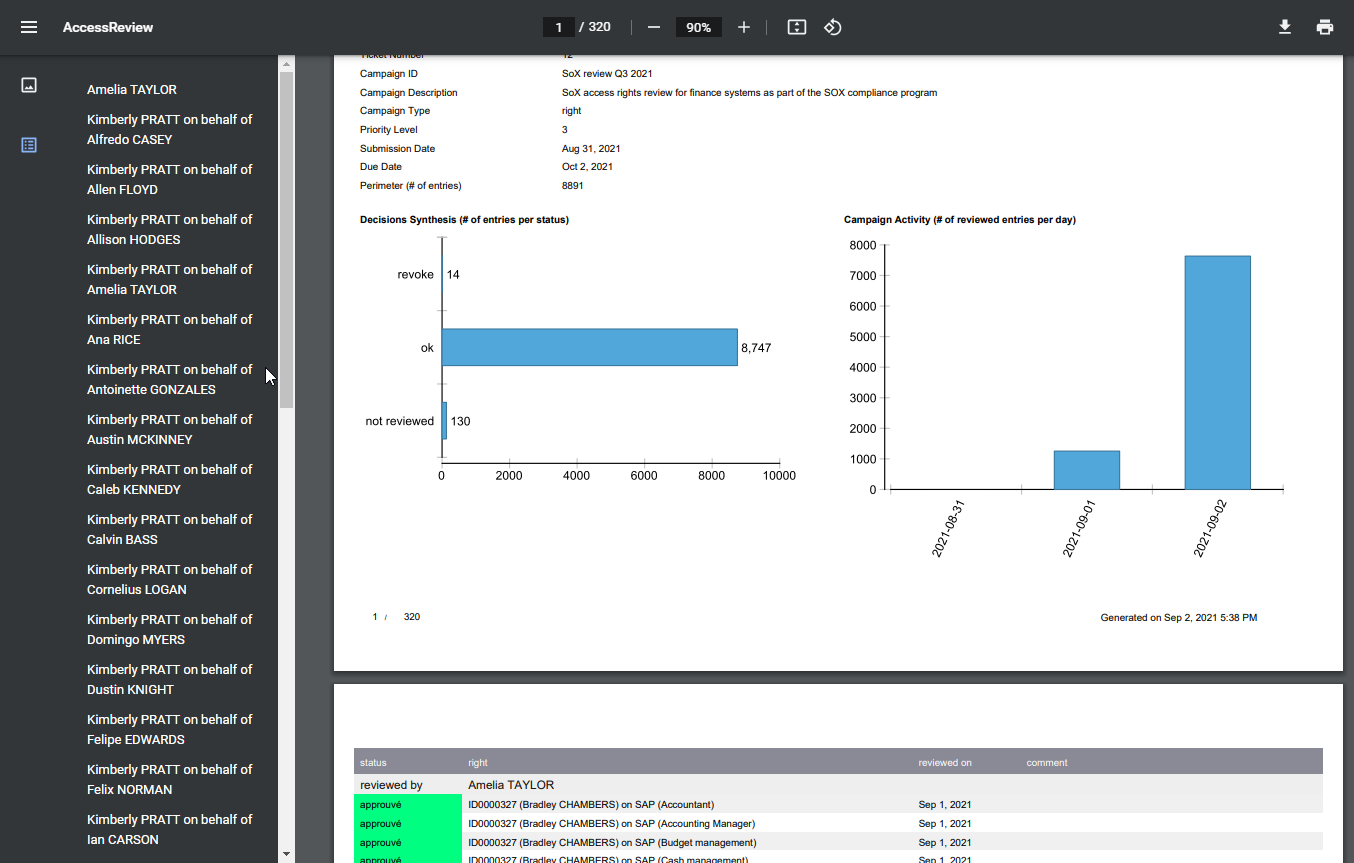 AccessReview
1 / 320
90%
Amelia TAYLOR
Kimberly PRATT on behalf of
Alfredo CASEY
Kimberly PRATT on behalf of
Allen FLOYD
Kimberly PRATT on behalf of
Allison HODGES
Kimberly PRATT on behalf of
Amelia TAYLOR
Kimberly PRATT on behalf of
Ana RICE
Kimberly PRATT on behalf of
Antoinette GONZALES
Kimberly PRATT on behalf of
Austin MCKINNEY
Kimberly PRATT on behalf of
Caleb KENNEDY
Kimberly PRATT on behalf of
Calvin BASS
Kimberly PRATT on behalf of
Cornelius LOGAN
Kimberly PRATT on behalf of
Domingo MYERS
Kimberly PRATT on behalf of
Dustin KNIGHT
Kimberly PRATT on behalf of
Felipe EDWARDS
Kimberly PRATT on behalf of
Felix NORMAN
Kimberly PRATT on behalf of
Ian CARSON
Ticket Number 12
Campaign ID SoX review Q3 2021
Campaign Description SoX access rights review for finance systems as part of the SOX compliance program
Campaign Type right
Priority Level 3
Submission Date Aug 31, 2021
Due Date Oct 2, 2021
Perimeter (# of entries) 8891
Decisions Synthesis (# of entries per status)
revoke 14
ok 8,747
not reviewed 130
0 2000 4000 6000 8000 10000
Campaign Activity (# of reviewed entries per day)
8000
7000
6000
5000
4000
3000
2000
1000
0
2021-08-31 2021-09-01 2021-09-02
1 / 320
Generated on Sep 2, 2021 5:38 PM
status right reviewed on comment
reviewed by Amelia TAYLOR
approuvé ID0000327 (Bradley CHAMBERS) on SAP (Accountant) Sep 1, 2021
approuvé ID0000327 (Bradley CHAMBERS) on SAP (Accounting Manager) Sep 1, 2021
approuvé ID0000327 (Bradley CHAMBERS) on SAP (Budget management) Sep 1, 2021
approuvé ID0000327 (Bradley CHAMBERS) on SAP (Cash management) Sep 1, 2021